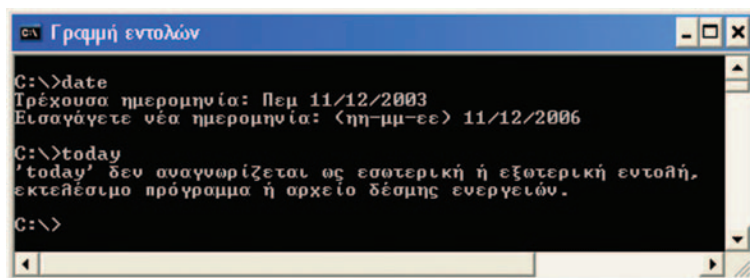 Γραμμή εντολών
C:\>date
Τρέχουσα ημερομηνία: Πεμ 11/12/2003
Εισαγάγετε νέα ημερομηνία: (ηη-μμ-εε) 11/12/2006
C:\>today
'today' δεν αναγνωρίζεται ως εσωτερική ή εξωτερική εντολή,
εκτελέσιμο πρόγραμμα ή αρχείο δέσμης ενεργειών.
C:\>